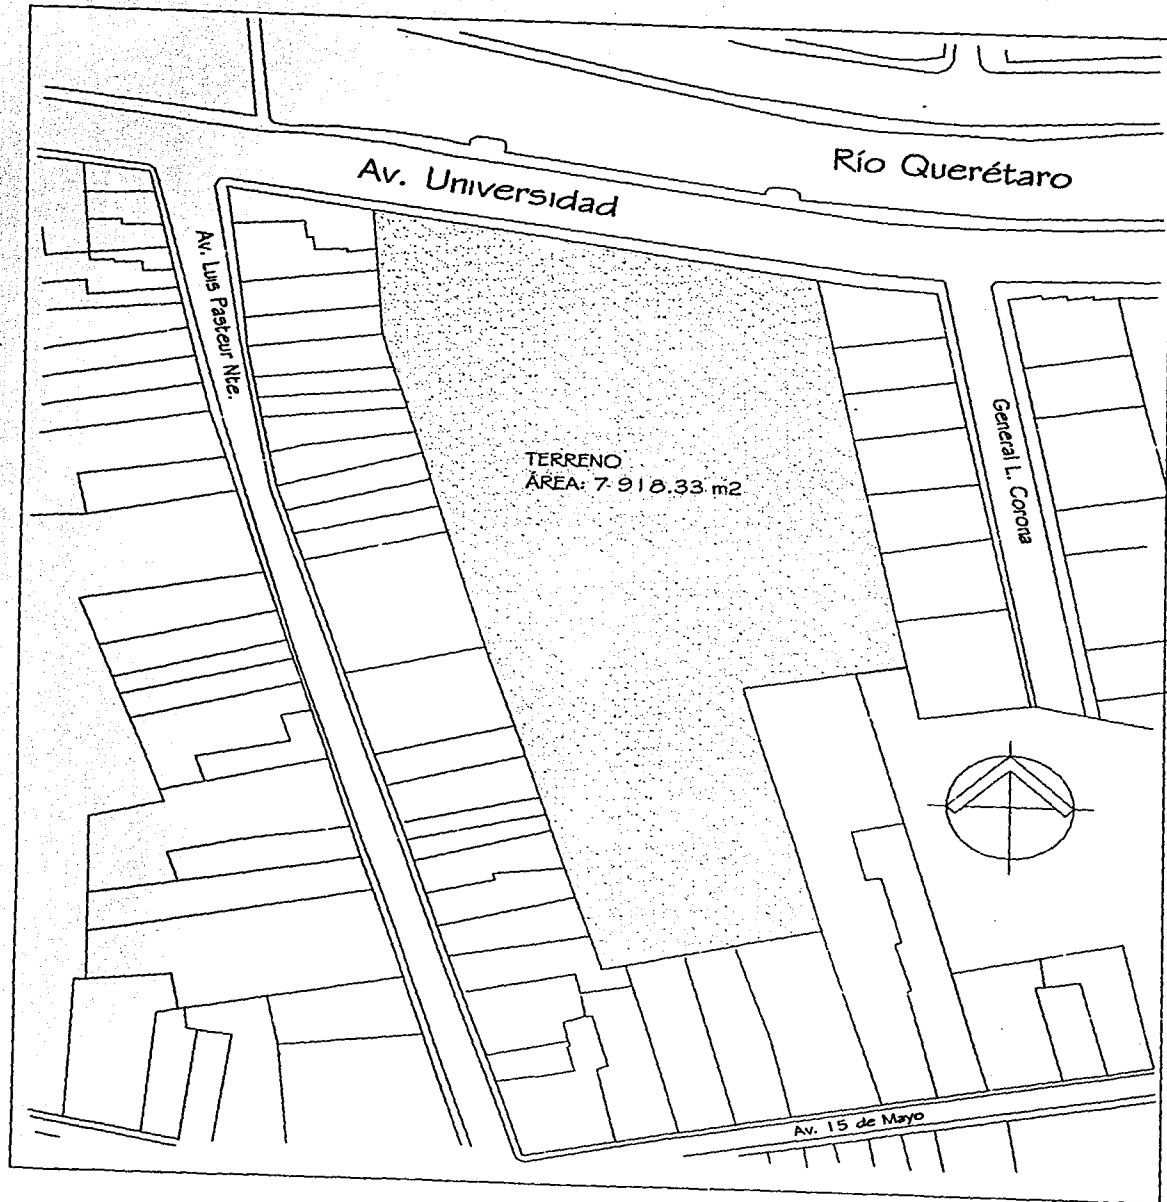 Río Querétaro
Av. Universidad
Av. Luis Pasteur Nte.
General L. Corona
TERRENO
ÁREA: 7 918.33 m2
Av. 15 de Mayo